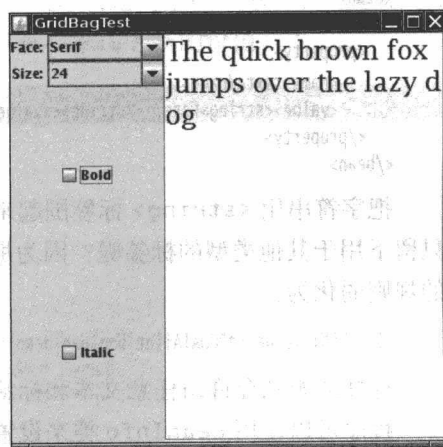 GridBagTest
Face: Serif
Size: 24
The quick brown fox
jumps over the lazy d
og
Bold
Italic